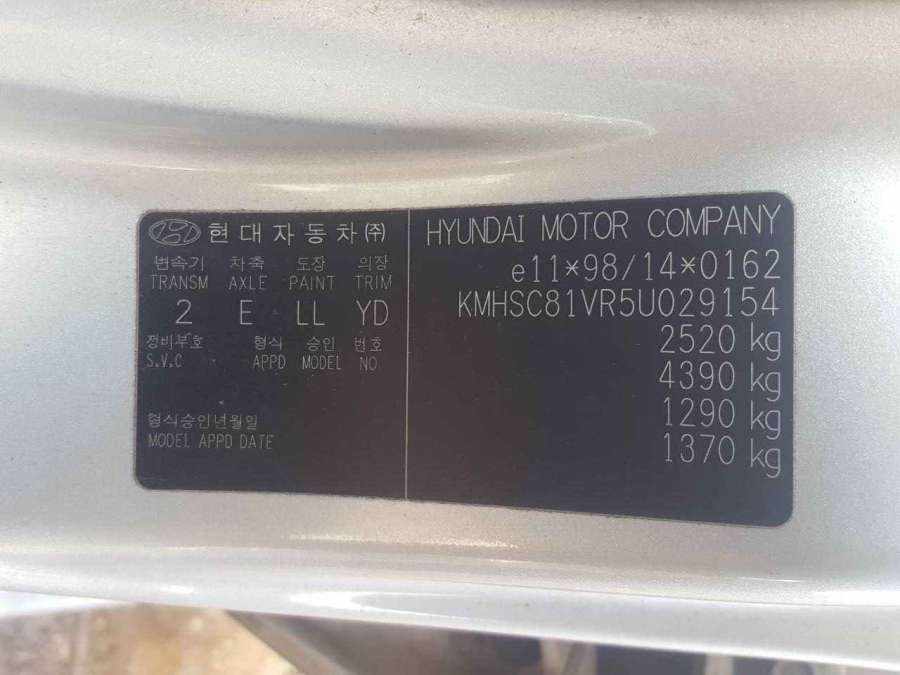 현대자동차㈜
변속기 차축 도장 의장
TRANSM AXLE PAINT TRIM
2 E LL YD
정비부호 형식 승인 번호
S.V.C APPD MODEL NO
형식승인년월일
MODEL APPD DATE
HYUNDAI MOTOR COMPANY
e11*98/14*0162
KMHSC81VR5U029154
2520 kg
4390 kg
1290 kg
1370 kg